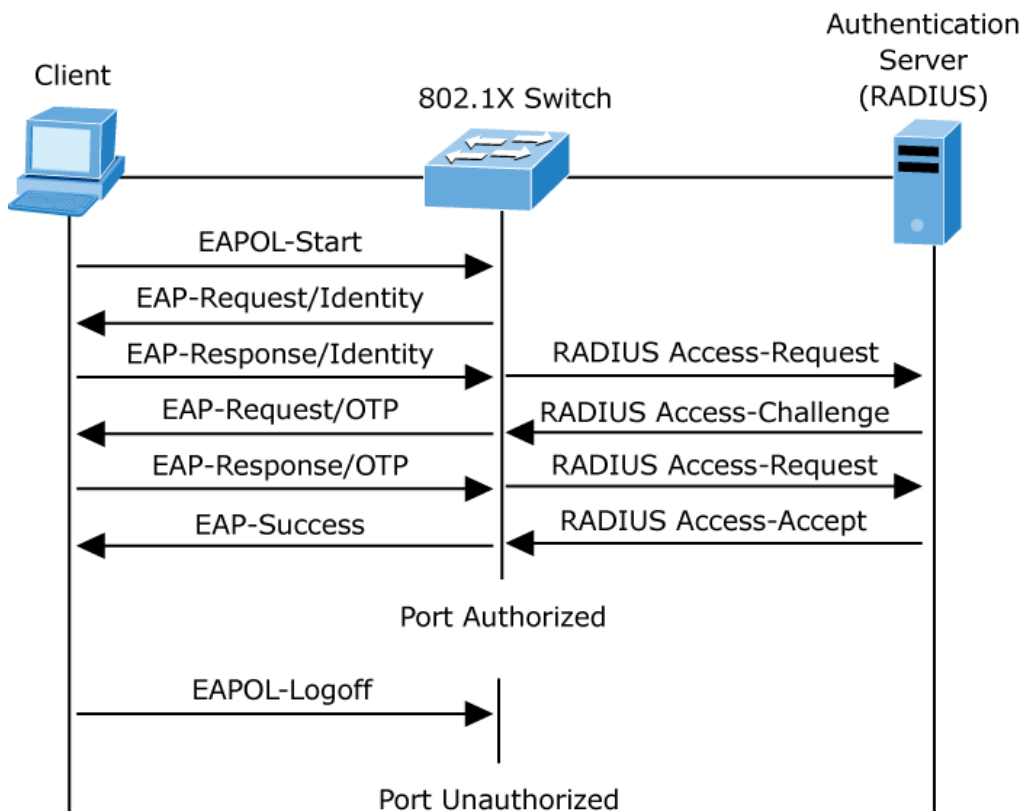 Authentication
Server
(RADIUS)
Client
802.1X Switch
EAPOL-Start
EAP-Request/Identity
EAP-Response/Identity
RADIUS Access-Request
EAP-Request/OTP
RADIUS Access-Challenge
EAP-Response/OTP
RADIUS Access-Request
EAP-Success
RADIUS Access-Accept
Port Authorized
EAPOL-Logoff
Port Unauthorized